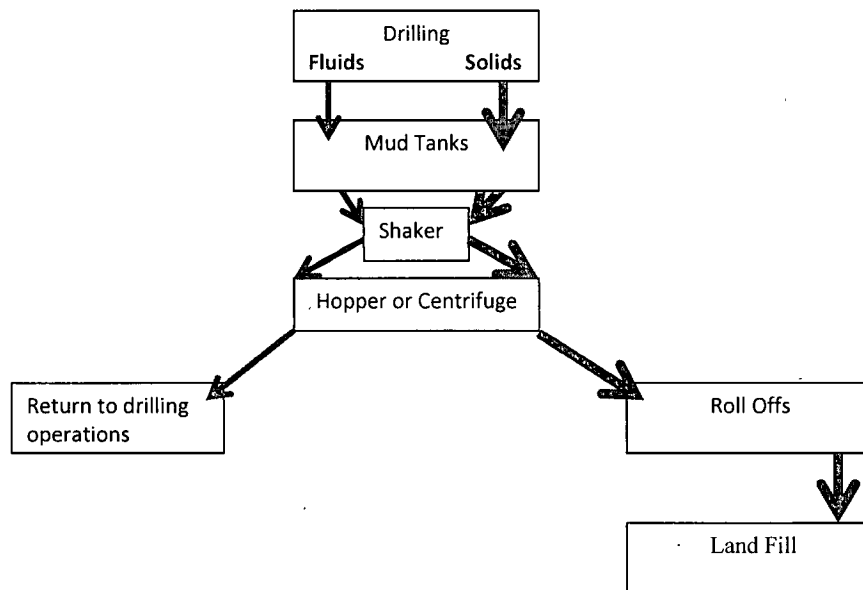 Drilling
Fluids Solids
Mud Tanks
Shaker
Hopper or Centrifuge
Return to drilling
operations
Roll Offs
Land Fill